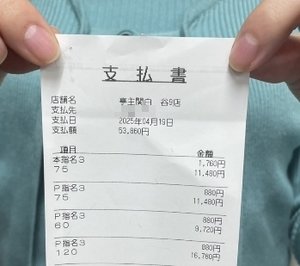 支 払 書
店舗名 亭主関白 谷9店
支払先
支払日 2025年04月19日
支払額 53,860円
項目 金額
本指名3 1,760円
75 11,480円
P指名3 880円
75 11,480円
P指名3 880円
60 9,720円
P指名3 880円
120 16,780円